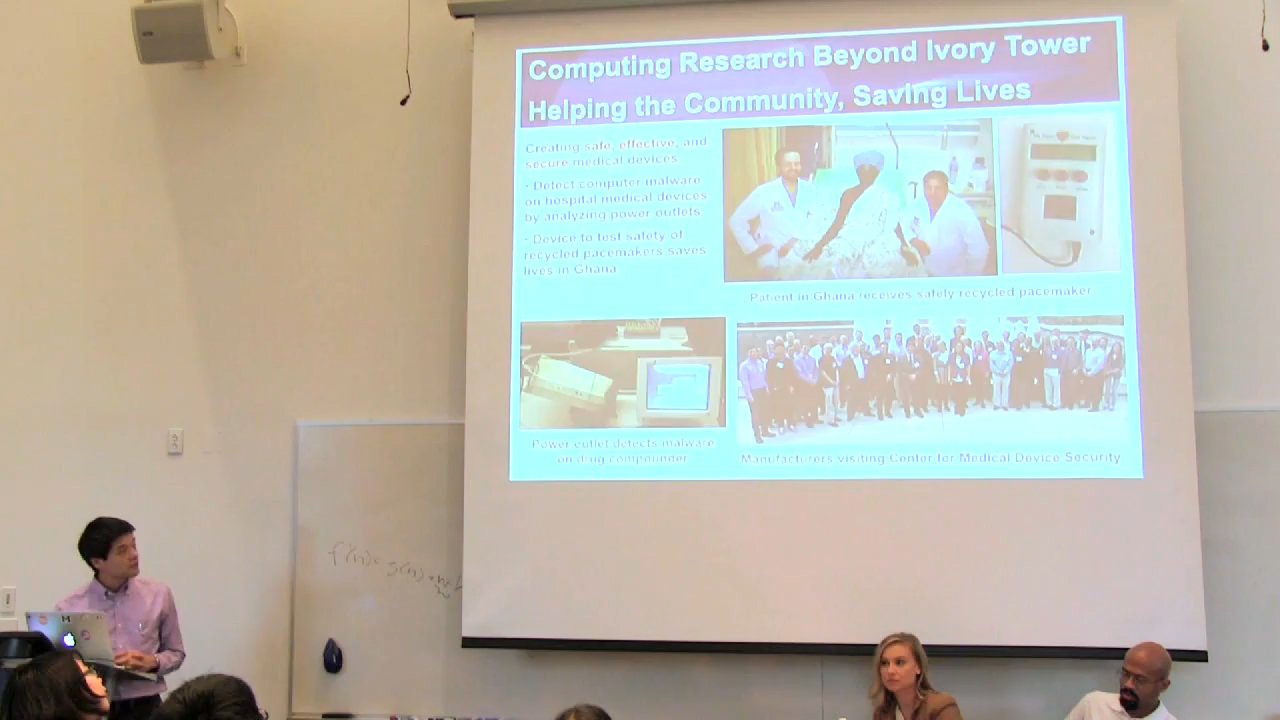 Computing Research Beyond Ivory Tower
Helping the Community, Saving Lives
Creating safe, effective, and
secure medical devices
· Detect computer malware
on hospital medical devices
by analyzing power outlets
· Device to test safety of
recycled pacemakers saves
lives in Ghana
Patient in Ghana receives safely recycled pacemaker
Power outlet detects malware
on drug compounder
Manufacturers visiting Center for Medical Device Security
f(n) = g(n) +